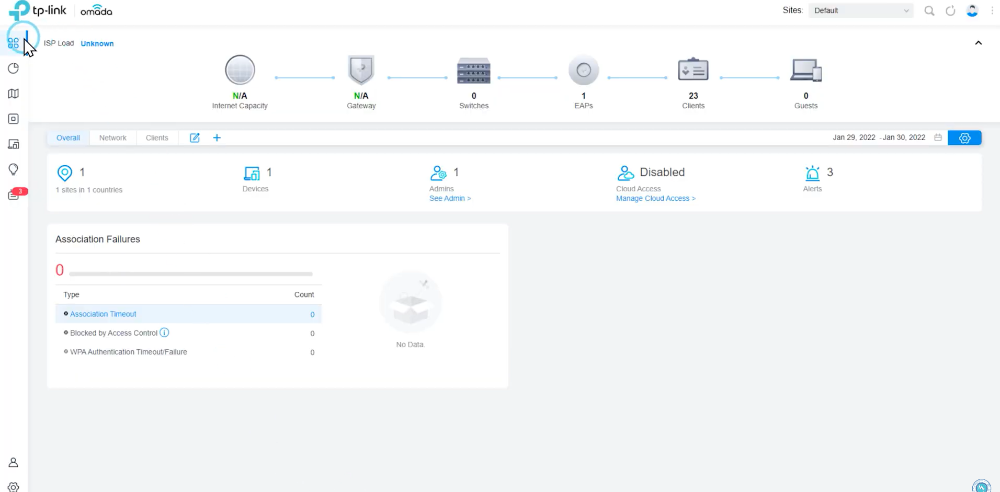 tp-link omada Sites: Default
ISP Load Unknown
N/A N/A 0 1 23 0
Internet Capacity Gateway Switches EAPs Clients Guests
Overall Network Clients + Jan 29, 2022 - Jan 30, 2022
1 1 1 Disabled 3
1 sites in 1 countries Devices Admins Cloud Access Alerts
See Admin > Manage Cloud Access >
3
Association Failures
0
Type Count
Association Timeout 0
Blocked by Access Control i 0
WPA Authentication Timeout/Failure 0
No Data.